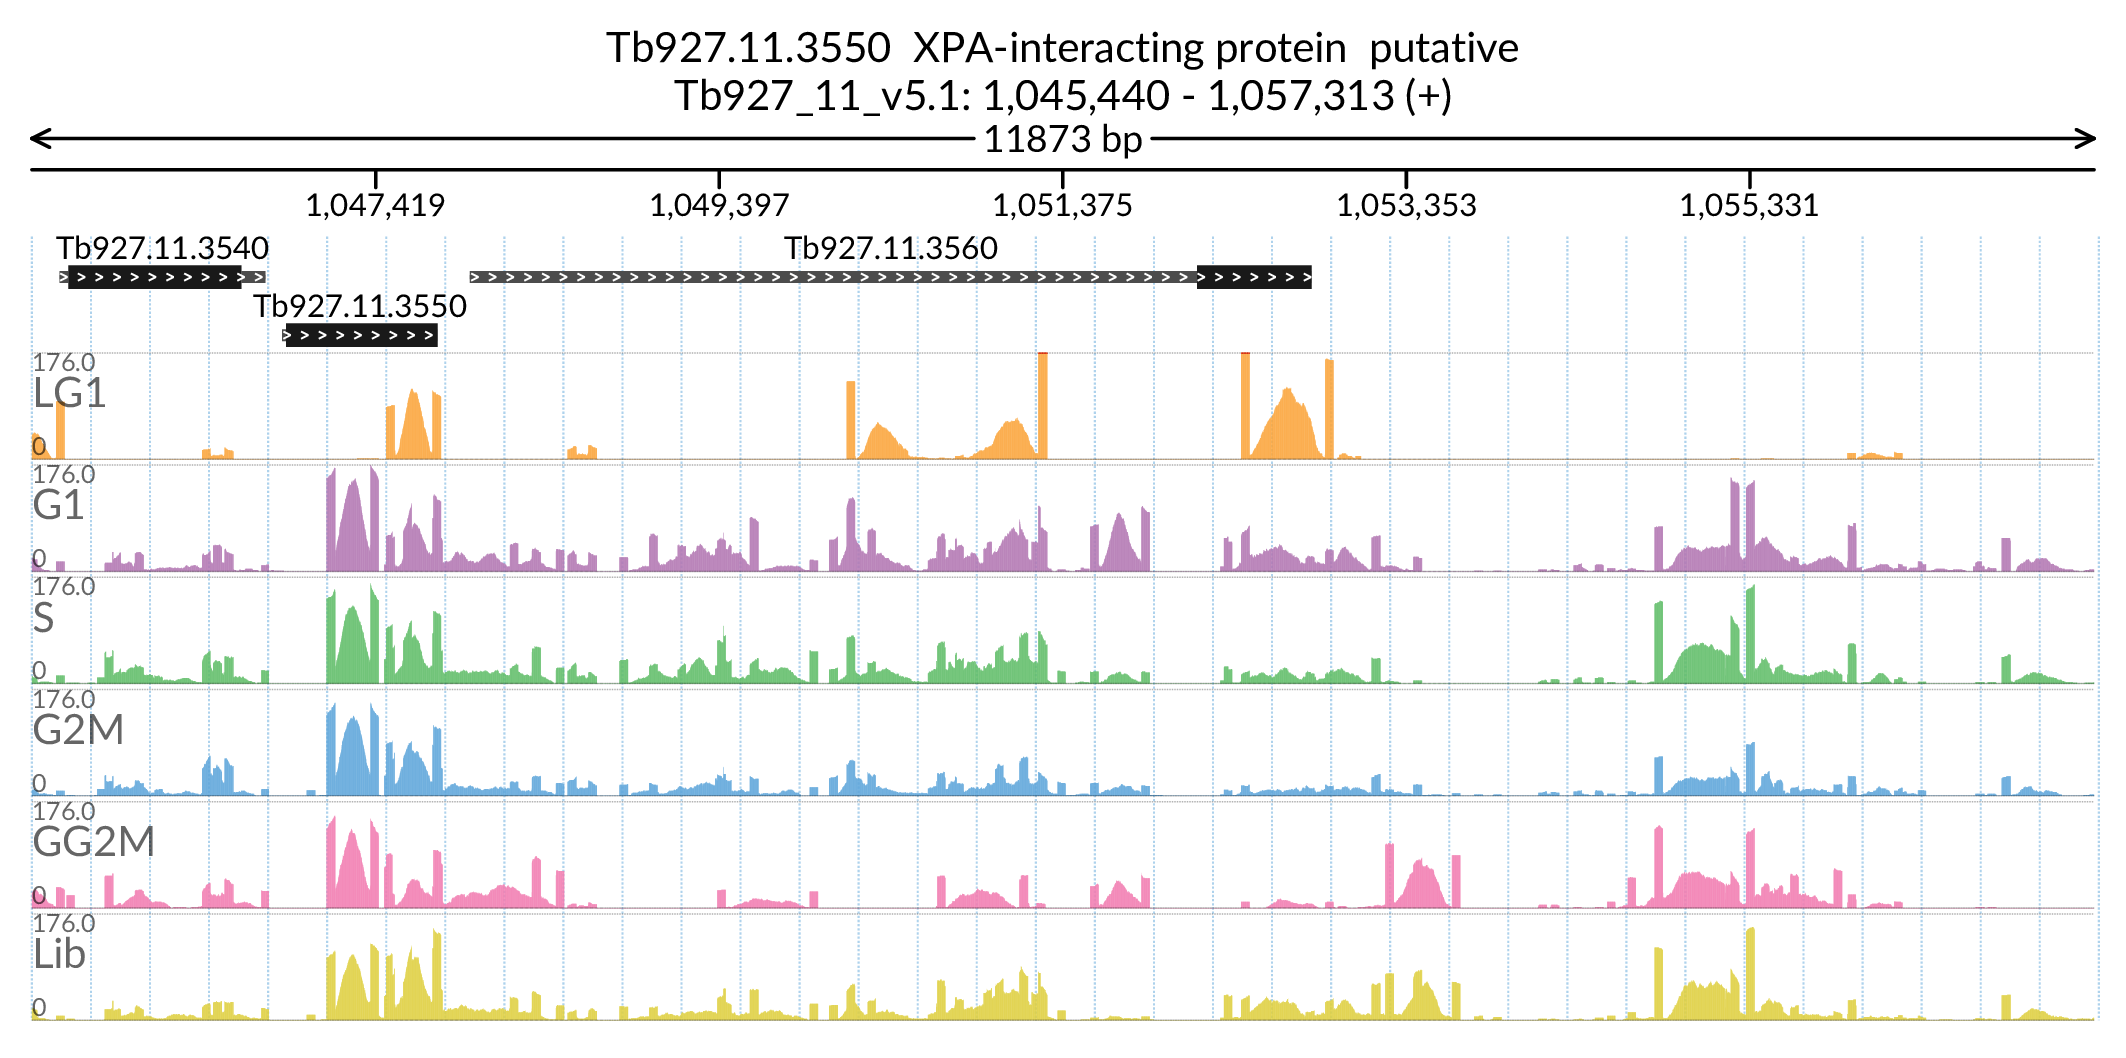 Tb927.11.3550  XPA-interacting protein  putative
Tb927_11_v5.1: 1,045,440 - 1,057,313 (+)
11873 bp
1,047,419 1,049,397 1,051,375 1,053,353 1,055,331
Tb927.11.3540 Tb927.11.3560
Tb927.11.3550
176.0
LG1
0
176.0
G1
0
176.0
S
0
176.0
G2M
0
176.0
GG2M
0
176.0
Lib
0